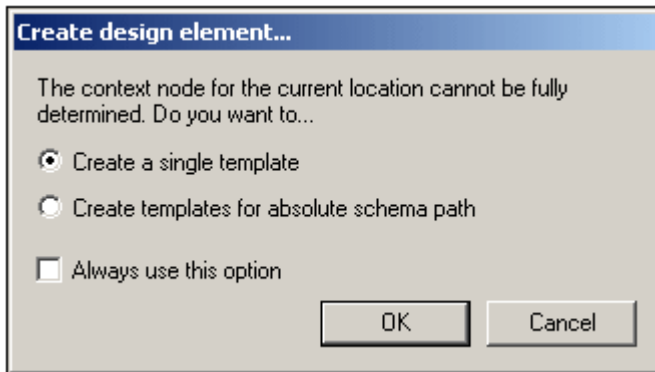 Create design element...
The context node for the current location cannot be fully
determined. Do you want to...
Create a single template
Create templates for absolute schema path
Always use this option
OK Cancel